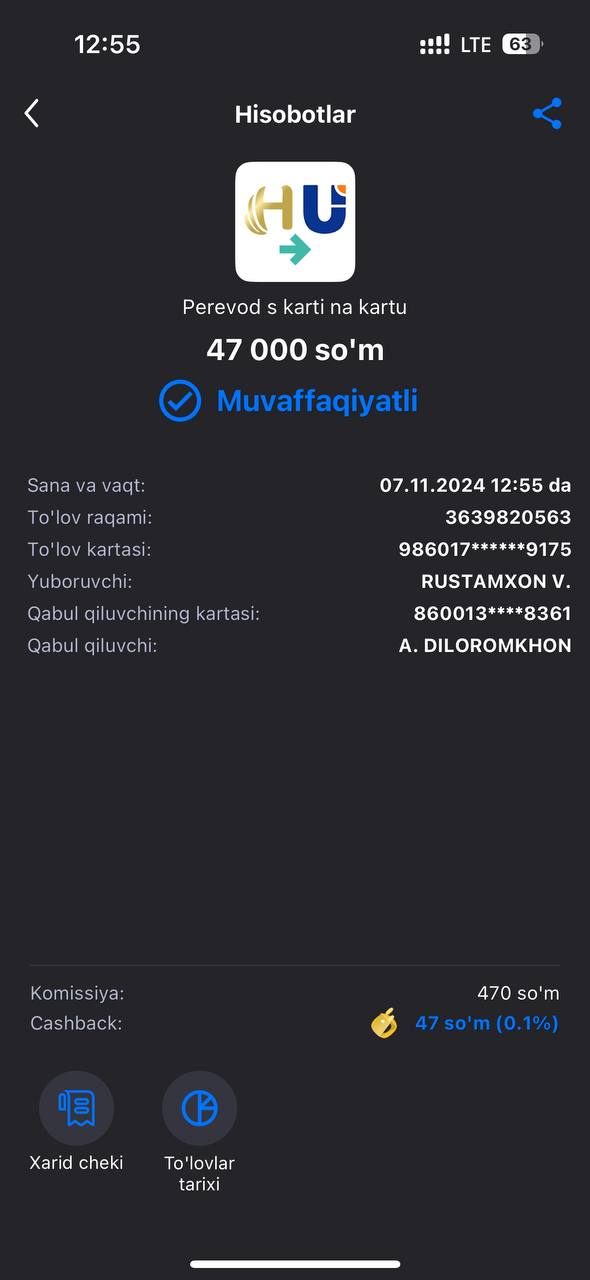 12:55
LTE 63
Hisobotlar
HU
Perevod s karti na kartu
47 000 so'm
Muvaffaqiyatli
Sana va vaqt: 07.11.2024 12:55 da
To'lov raqami: 3639820563
To'lov kartasi: 986017******9175
Yuboruvchi: RUSTAMXON V.
Qabul qiluvchining kartasi: 860013****8361
Qabul qiluvchi: A. DILOROMKHON
Komissiya: 470 so'm
Cashback: 47 so'm (0.1%)
Xarid cheki
To'lovlar
tarixi